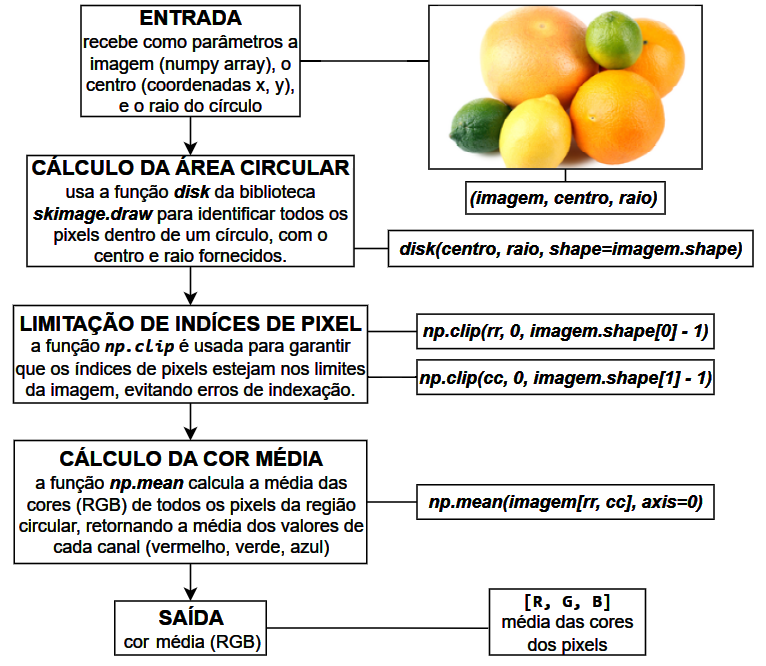 ENTRADA
recebe como parâmetros a
imagem (numpy array), o
centro (coordenadas x, y),
e o raio do círculo
(imagem, centro, raio)
CÁLCULO DA ÁREA CIRCULAR
usa a função disk da biblioteca
skimage.draw para identificar todos os
pixels dentro de um círculo, com o
centro e raio fornecidos.
disk(centro, raio, shape=imagem.shape)
LIMITAÇÃO DE INDÍCES DE PIXEL
a função np.clip é usada para garantir
que os índices de pixels estejam nos limites
da imagem, evitando erros de indexação.
np.clip(rr, 0, imagem.shape[0] - 1)
np.clip(cc, 0, imagem.shape[1] - 1)
CÁLCULO DA COR MÉDIA
a função np.mean calcula a média das
cores (RGB) de todos os pixels da região
circular, retornando a média dos valores de
cada canal (vermelho, verde, azul)
np.mean(imagem[rr, cc], axis=0)
SAÍDA
cor média (RGB)
[R, G, B]
média das cores
dos pixels